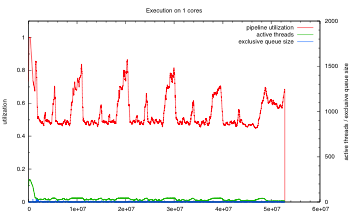 Execution on 1 cores
pipeline utilization
active threads
exclusive queue size
utilization
active threads / exclusive queue size
1
0.8
0.6
0.4
0.2
0
2000
1500
1000
500
0
0
1e+07
2e+07
3e+07
4e+07
5e+07
6e+07